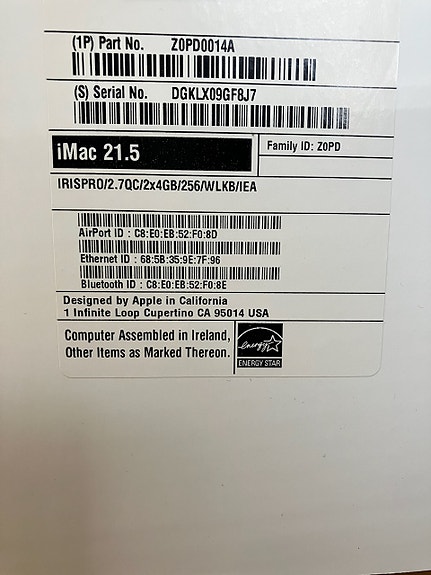 (1P) Part No. Z0PD0014A
(S) Serial No. DGKLX09GF8J7
iMac 21.5
Family ID: Z0PD
IRISPRO/2.7QC/2x4GB/256/WLKB/IEA
AirPort ID : C8:E0:EB:52:F0:8D
Ethernet ID : 68:5B:35:9E:7F:96
Bluetooth ID : C8:E0:EB:52:F0:8E
Designed by Apple in California
1 Infinite Loop Cupertino CA 95014 USA
Computer Assembled in Ireland,
Other Items as Marked Thereon.
energy
ENERGY STAR